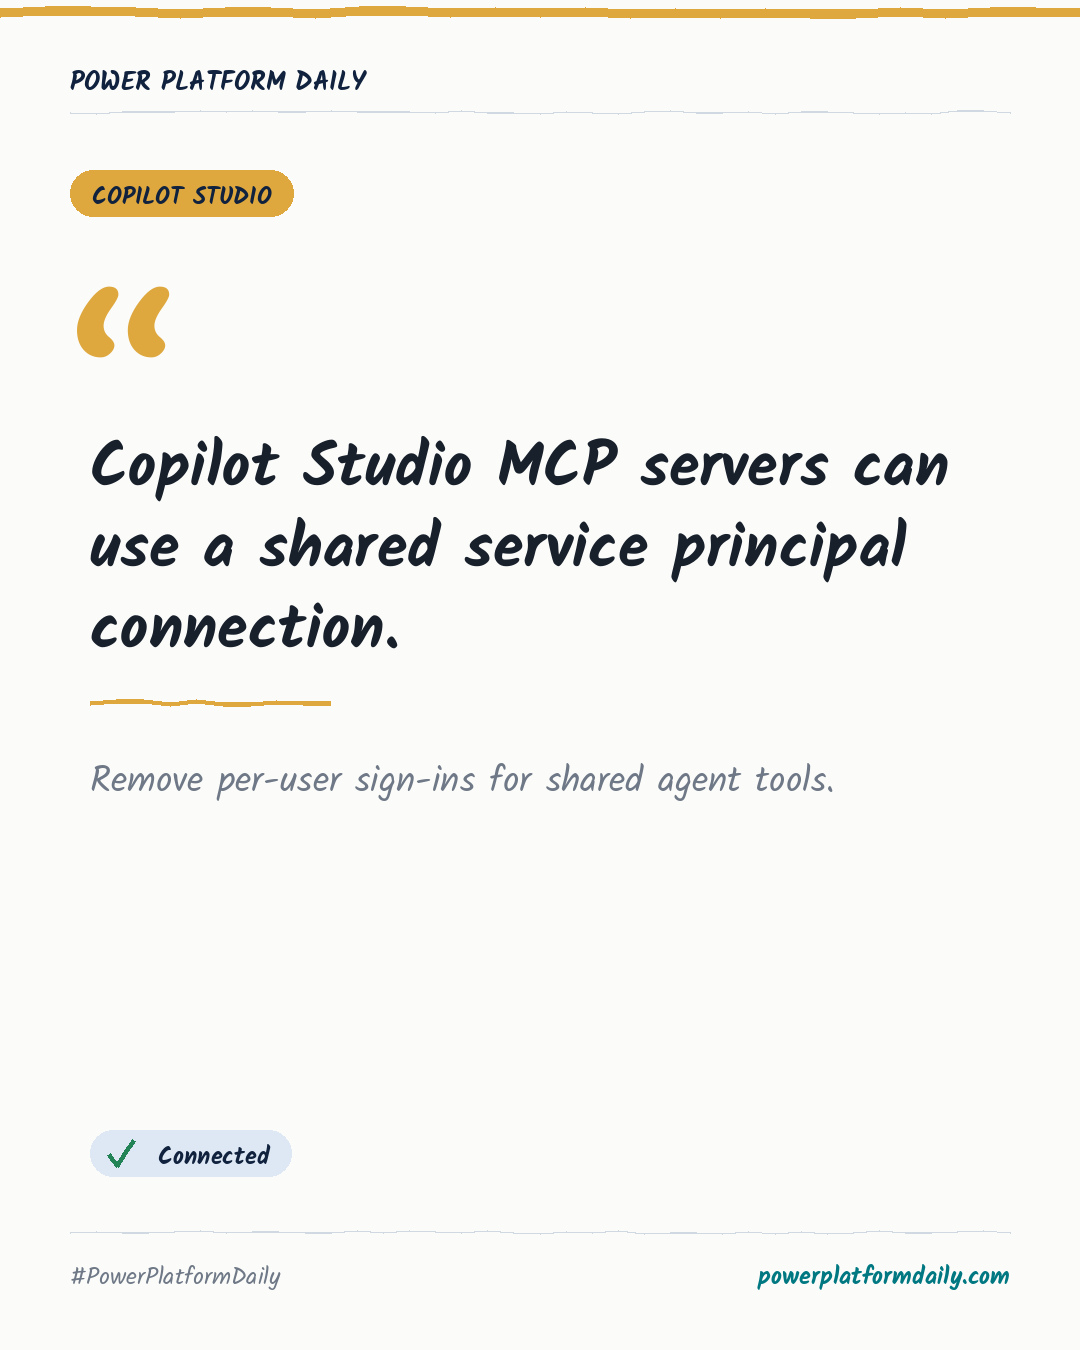 POWER PLATFORM DAILY
COPILOT STUDIO
“
Copilot Studio MCP servers can
use a shared service principal
connection.
Remove per-user sign-ins for shared agent tools.
Connected
#PowerPlatformDaily
powerplatformdaily.com